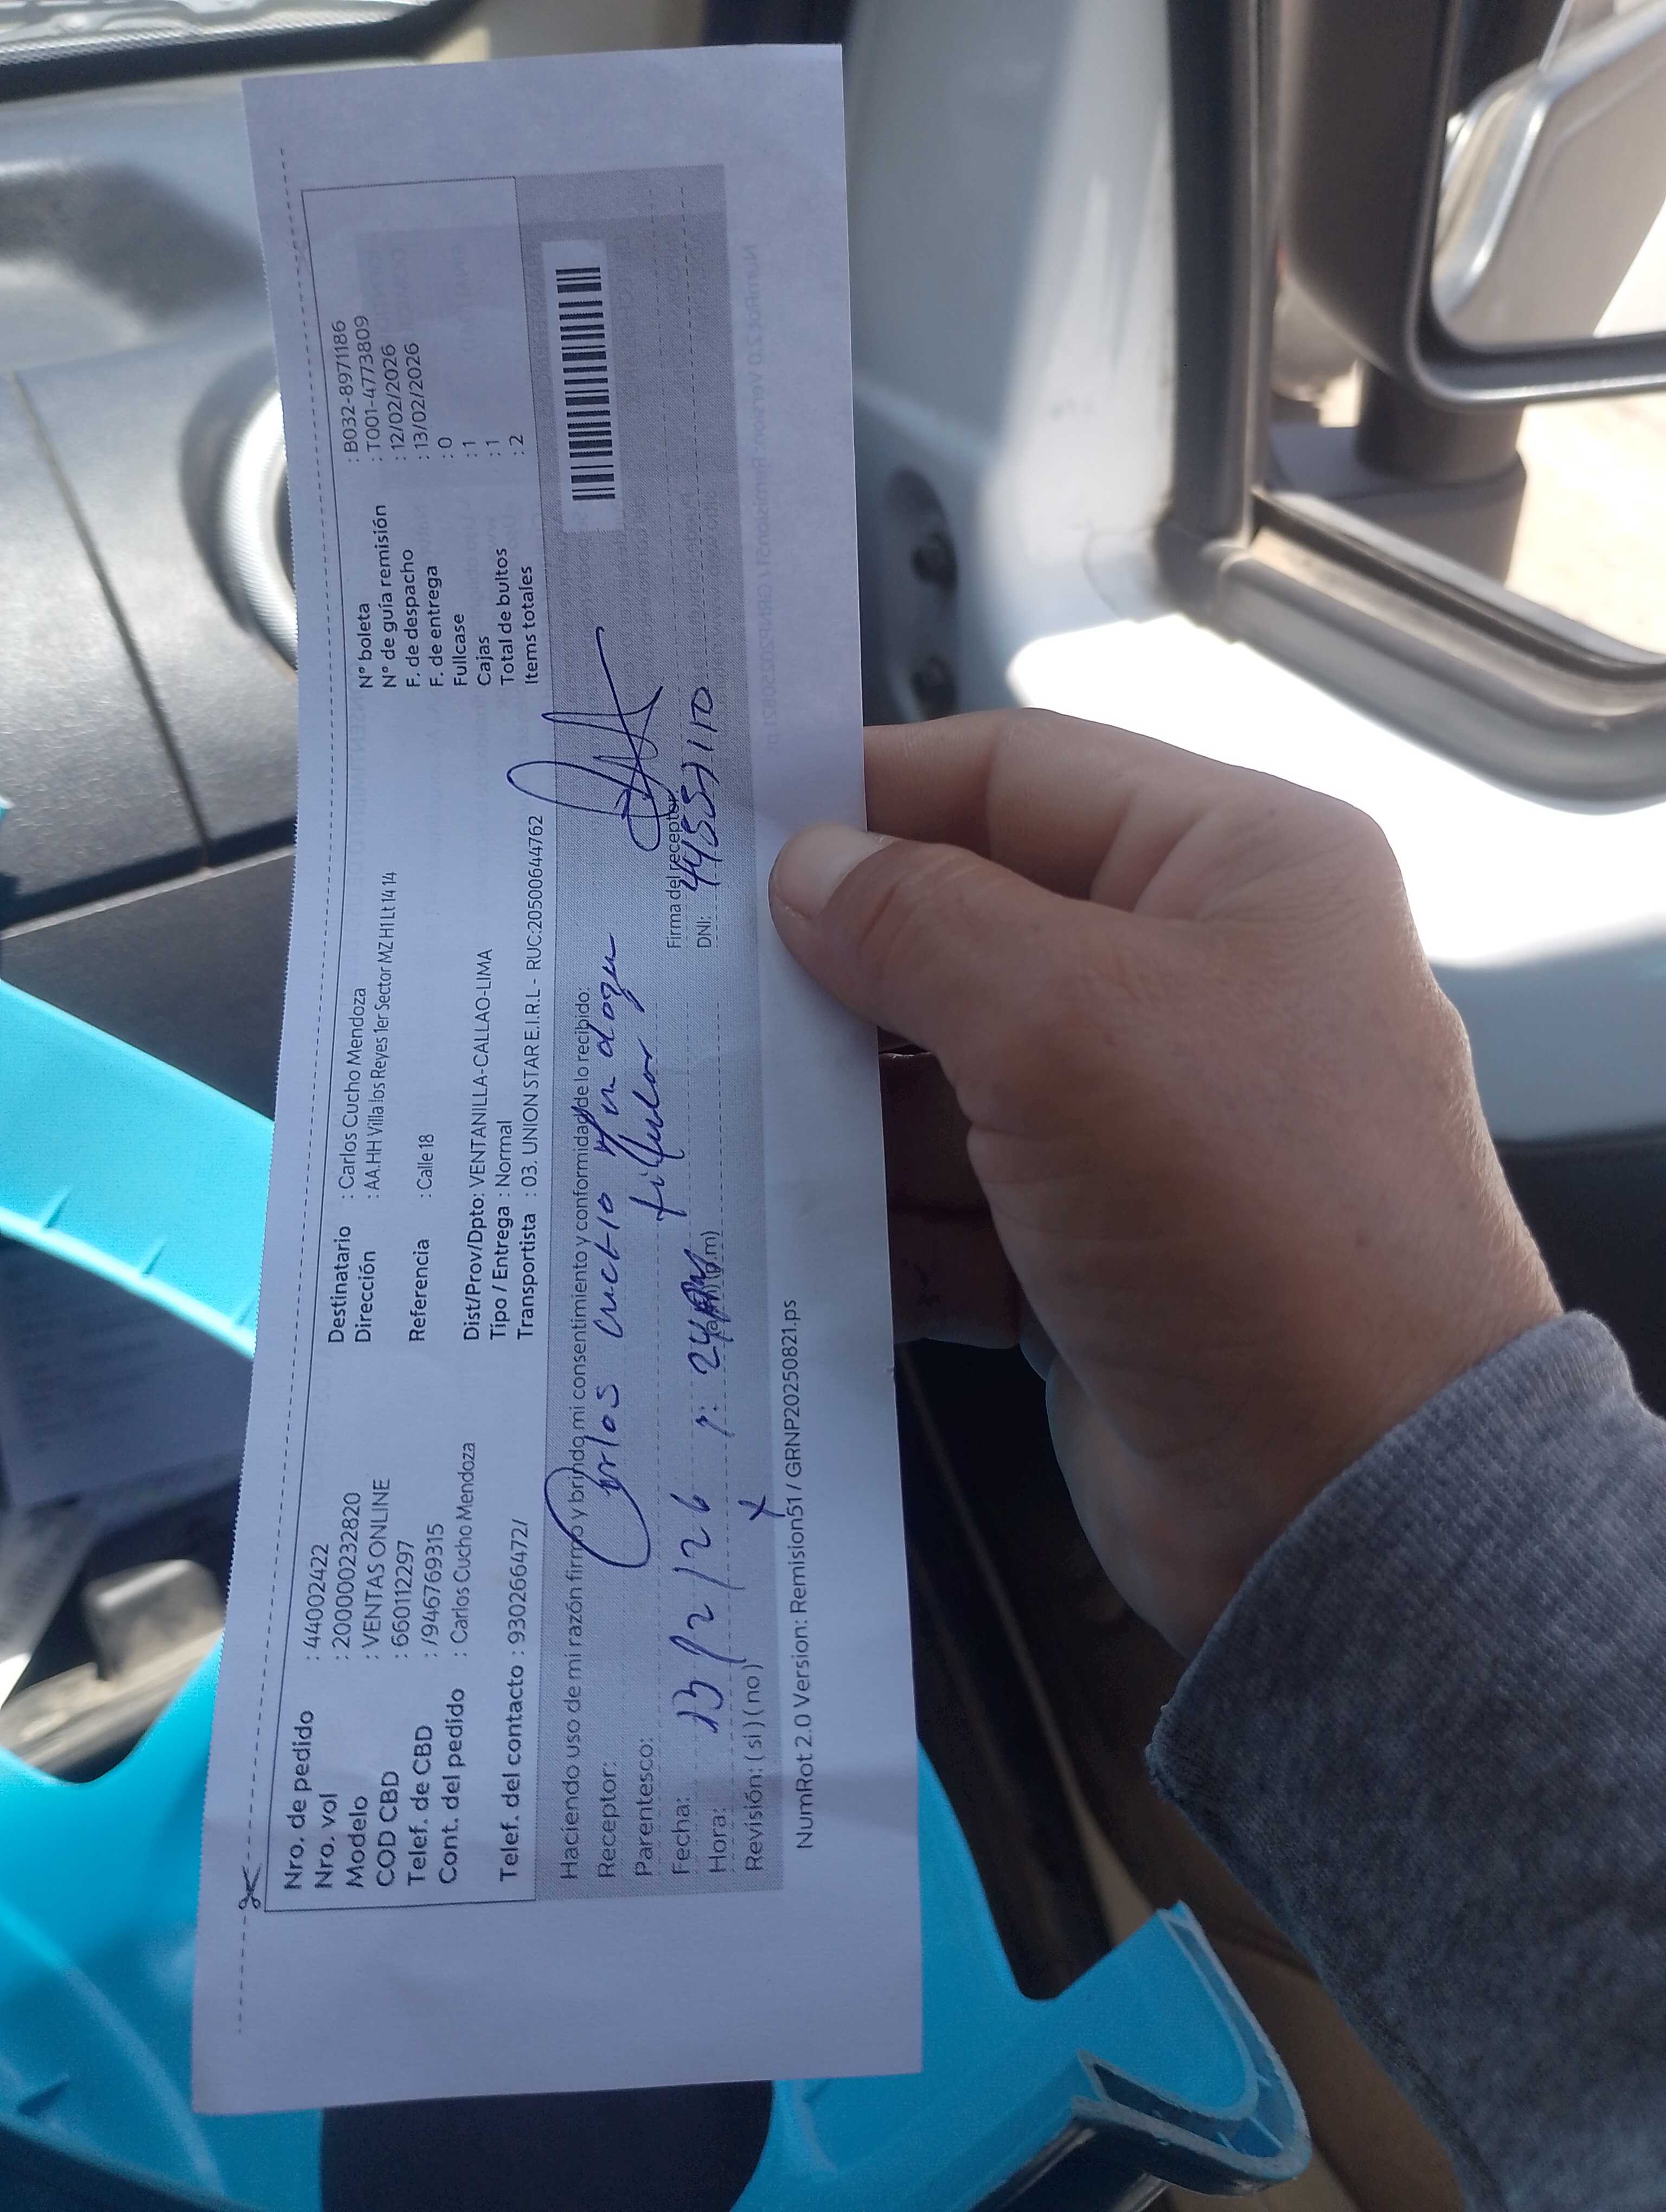 Nro. de pedido : 44002422
Nro. vol : 2000000232820
Modelo : VENTAS ONLINE
COD CBD : 660112297
Telef. de CBD : /946769315
Cont. del pedido : Carlos Cucho Mendoza
Telef. del contacto : 930266472/
Destinatario : Carlos Cucho Mendoza
Dirección : AA.HH Villa los Reyes 1er Sector MZ H1 Lt 14 14
Referencia : Calle 18
Dist/Prov/Dpto: VENTANILLA-CALLAO-LIMA
Tipo / Entrega : Normal
Transportista : 03. UNION STAR E.I.R.L - RUC:20500644762
N° boleta : B032-8971186
N° de guía remisión : T001-4773809
F. de despacho : 12/02/2026
F. de entrega : 13/02/2026
Fullcase : 0
Cajas : 1
Total de bultos : 1
Items totales : 2
Haciendo uso de mi razón firmo y brindo mi consentimiento y conformidad de lo recibido:
Receptor: Carlos Cucho
Parentesco: titular
Fecha: 13/2/26
Hora: (a.m) (p.m)
Revisión: ( si ) ( no ) X
Firma del receptor
DNI:
NumRot 2.0 Version: Remision51 / GRNP20250821.ps